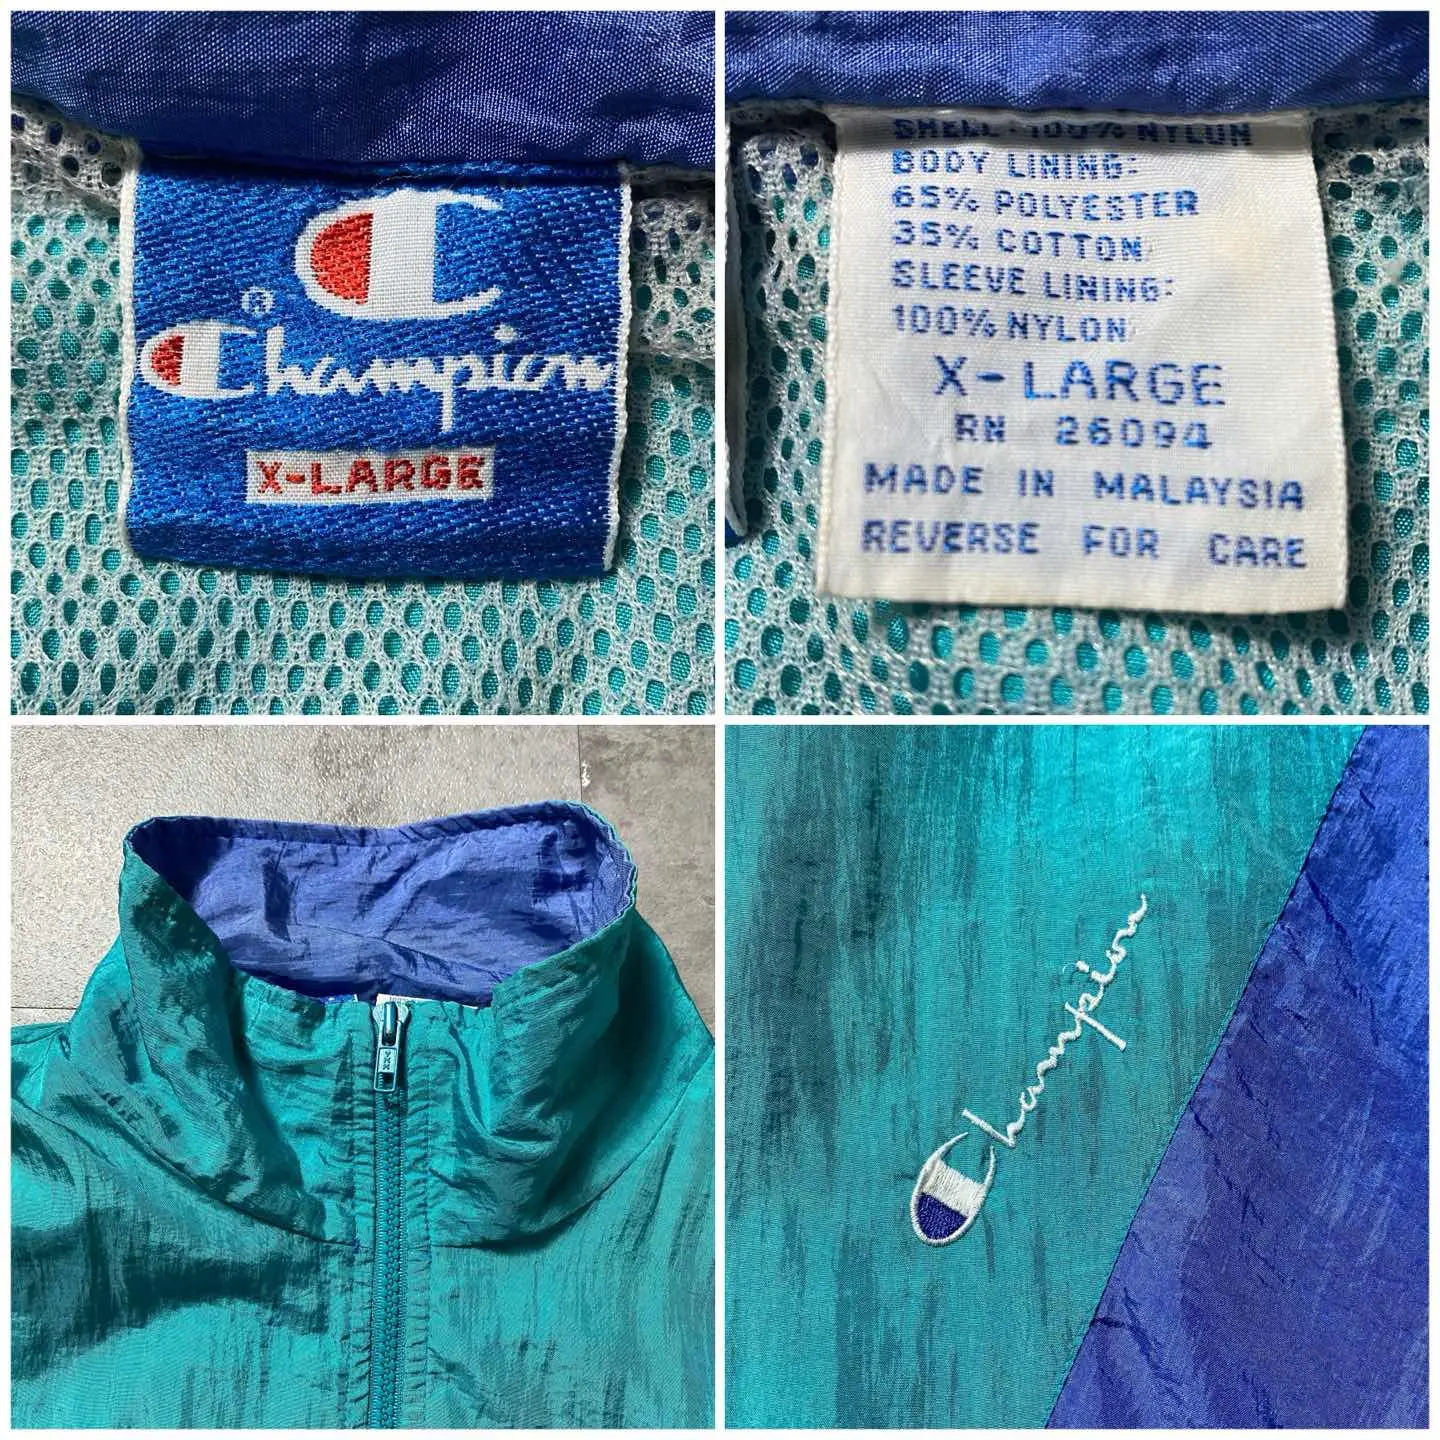 ®
Champion
X-LARGE
SHELL - 100% NYLON
BODY LINING:
65% POLYESTER
35% COTTON
SLEEVE LINING:
100% NYLON
X-LARGE
RN 26094
MADE IN MALAYSIA
REVERSE FOR CARE
YKK
Champion